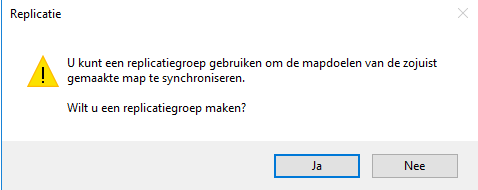 Replicatie
U kunt een replicatiegroep gebruiken om de mapdoelen van de zojuist
gemaakte map te synchroniseren.
Wilt u een replicatiegroep maken?
Ja
Nee